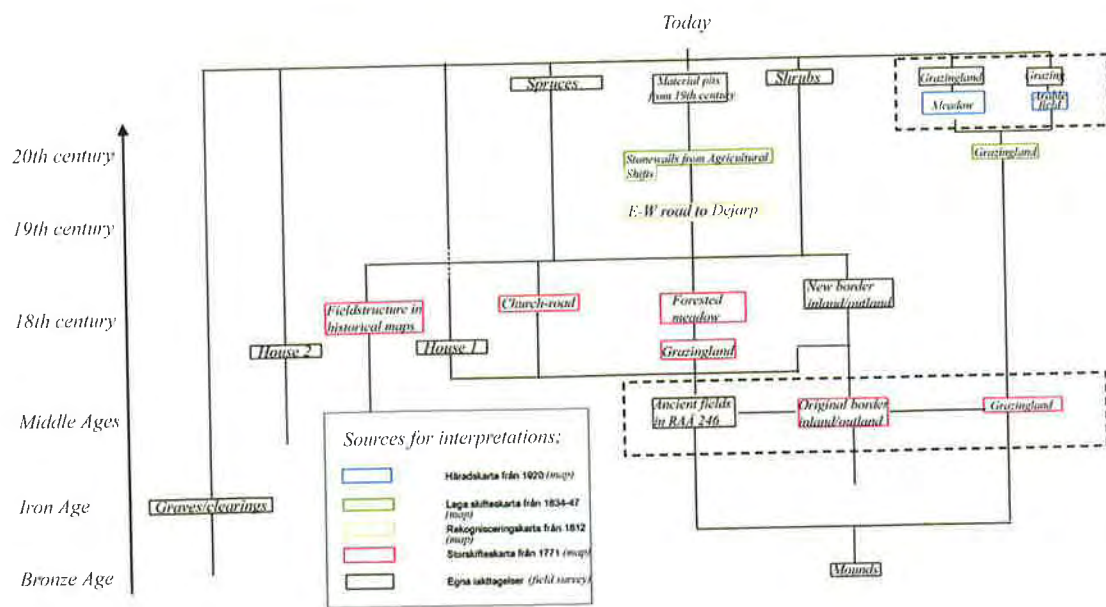 Today
Spruces
Material pits
from 19th century
Shrubs
Grazingland
Meadow
Grazing
Arable
field
20th century
Stonewalls from Agricultural
Shifts
Grazingland
19th century
E-W road to Dejarp
18th century
Fieldstructure in
historical maps
Church-road
Forested
meadow
New border
inland/outland
House 2
House 1
Grazingland
Middle Ages
Ancient fields
in RAÄ 246
Original border
inland/outland
Grazingland
Iron Age
Graves/clearings
Bronze Age
Mounds
Sources for interpretations;
Häradskarta från 1920 (map)
Laga skifteskarta från 1834-47
(map)
Rekognisceringskarta från 1812
(map)
Storskifteskarta från 1771 (map)
Egna iakttagelser (field survey)